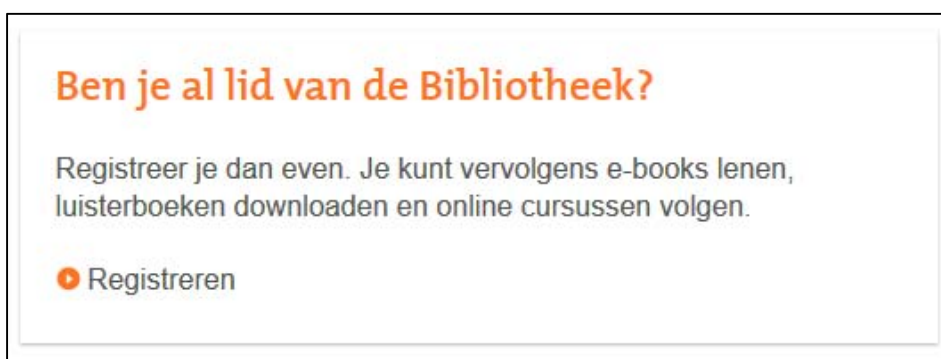 Ben je al lid van de Bibliotheek?
Registreer je dan even. Je kunt vervolgens e-books lenen,
luisterboeken downloaden en online cursussen volgen.
Registreren